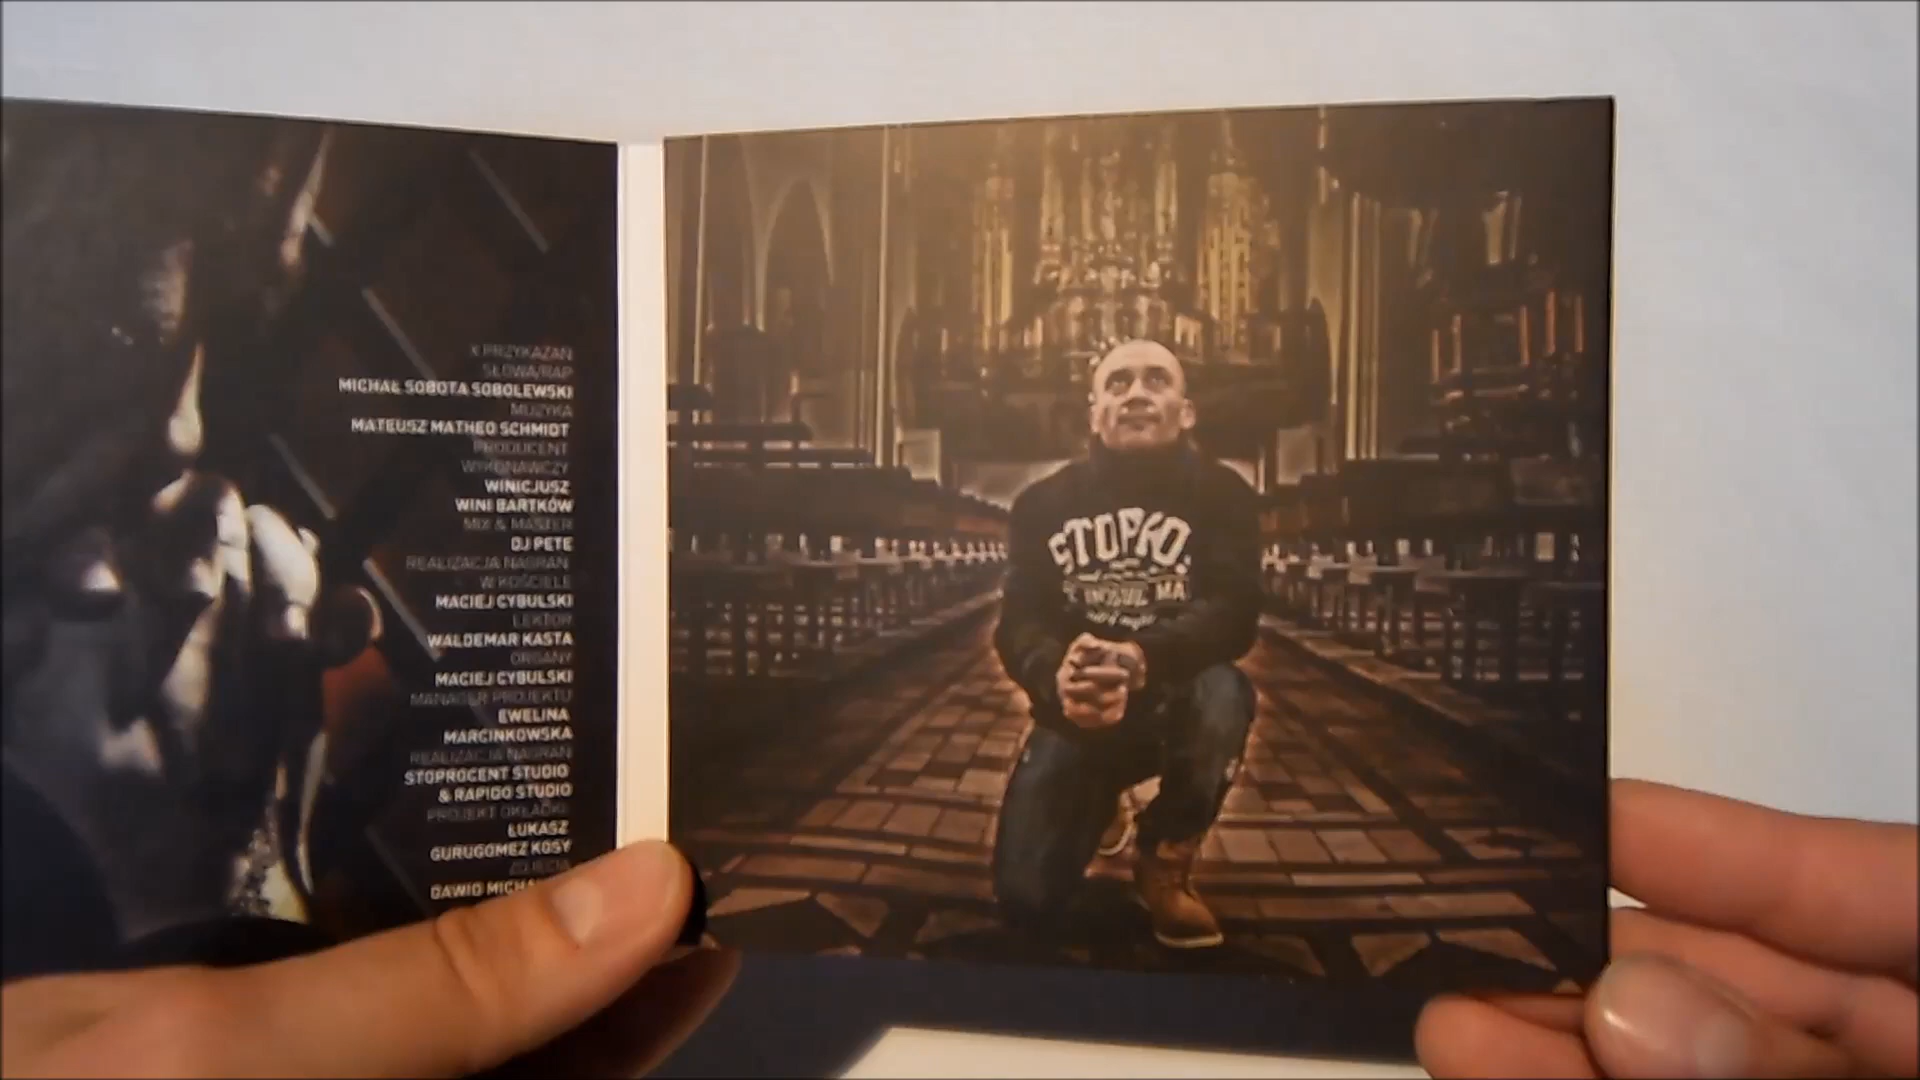 X PRZYKAZAŃ
SŁOWA/RAP
MICHAŁ SOBOTA SOBOLEWSKI
MUZYKA
MATEUSZ MATHEO SCHMIDT
PRODUCENT
WYKONAWCZY
WINICJUSZ
WINI BARTKÓW
MIX & MASTER
DJ PETE
REALIZACJA NAGRAŃ
W KOŚCIELE
MACIEJ CYBULSKI
LEKTOR
WALDEMAR KASTA
ORGANY
MACIEJ CYBULSKI
MANAGER PROJEKTU
EWELINA
MARCINKOWSKA
REALIZACJA NAGRAŃ
STOPROCENT STUDIO
& RAPIDO STUDIO
PROJEKT OKŁADKI
ŁUKASZ
GURUGOMEZ KOSY
ZDJĘCIA
DAWID